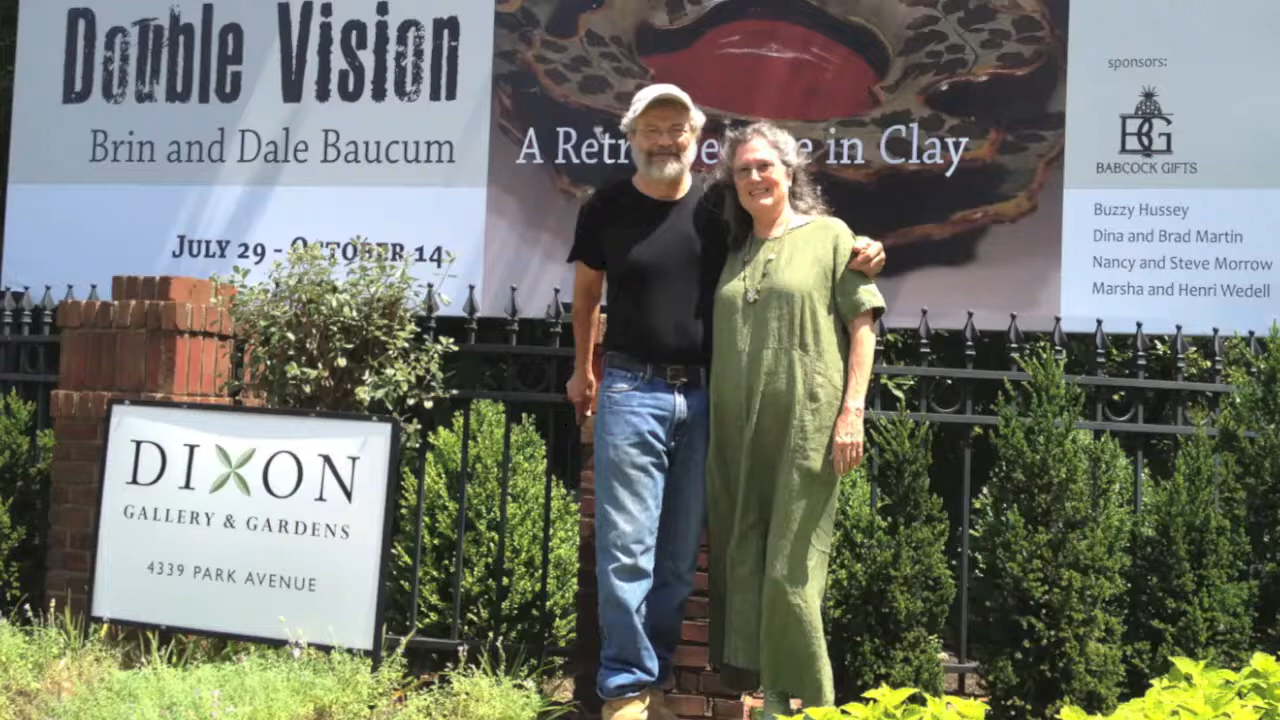 Double Vision
Brin and Dale Baucum
July 29 - October 14
A Retr pe e in Clay
sponsors:
BG
BABCOCK GIFTS
Buzzy Hussey
Dina and Brad Martin
Nancy and Steve Morrow
Marsha and Henri Wedell
DIXON
GALLERY & GARDENS
4339 PARK AVENUE